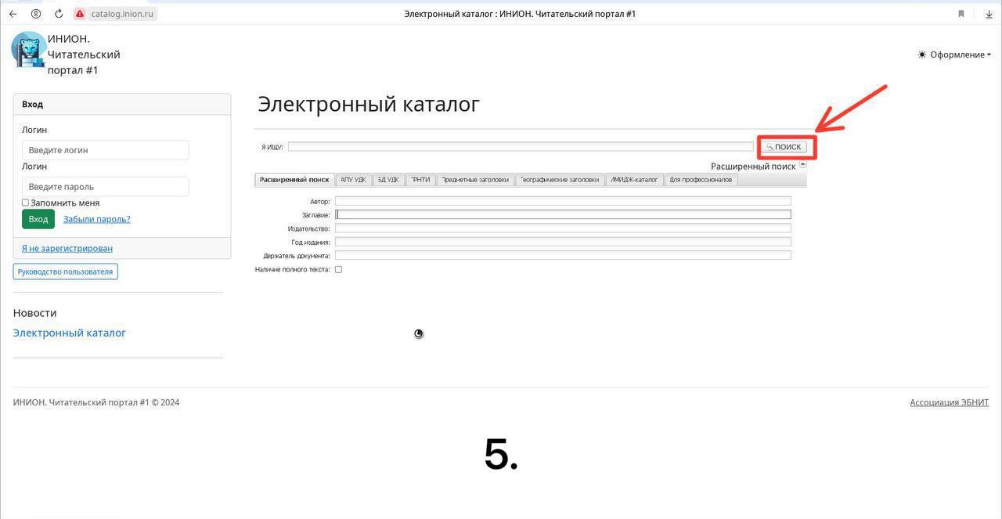 catalog.inion.ru
Электронный каталог : ИНИОН. Читательский портал #1
ИНИОН.
Читательский
портал #1
Оформление
Вход
Логин
Введите логин
Логин
Введите пароль
Запомнить меня
Вход Забыли пароль?
Я не зарегистрирован
Руководство пользователя
Новости
Электронный каталог
Электронный каталог
Я ИЩУ: ПОИСК
Расширенный поиск
Расширенный поиск АПУ УДК БД УДК ГРНТИ Предметные заголовки Географические заголовки ИМИДЖ-каталог Для профессионалов
Автор:
Заглавие:
Издательство:
Год издания:
Держатель документа:
Наличие полного текста:
ИНИОН. Читательский портал #1 © 2024
Ассоциация ЭБНИТ
5.